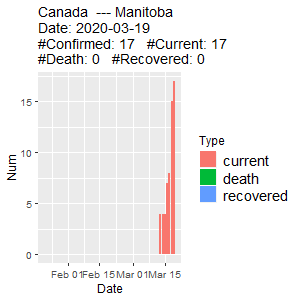 Canada --- Manitoba
Date: 2020-03-19
#Confirmed: 17 #Current: 17
#Death: 0 #Recovered: 0
15
10
5
0
Num
Feb 01 Feb 15 Mar 01 Mar 15
Date
Type
current
death
recovered